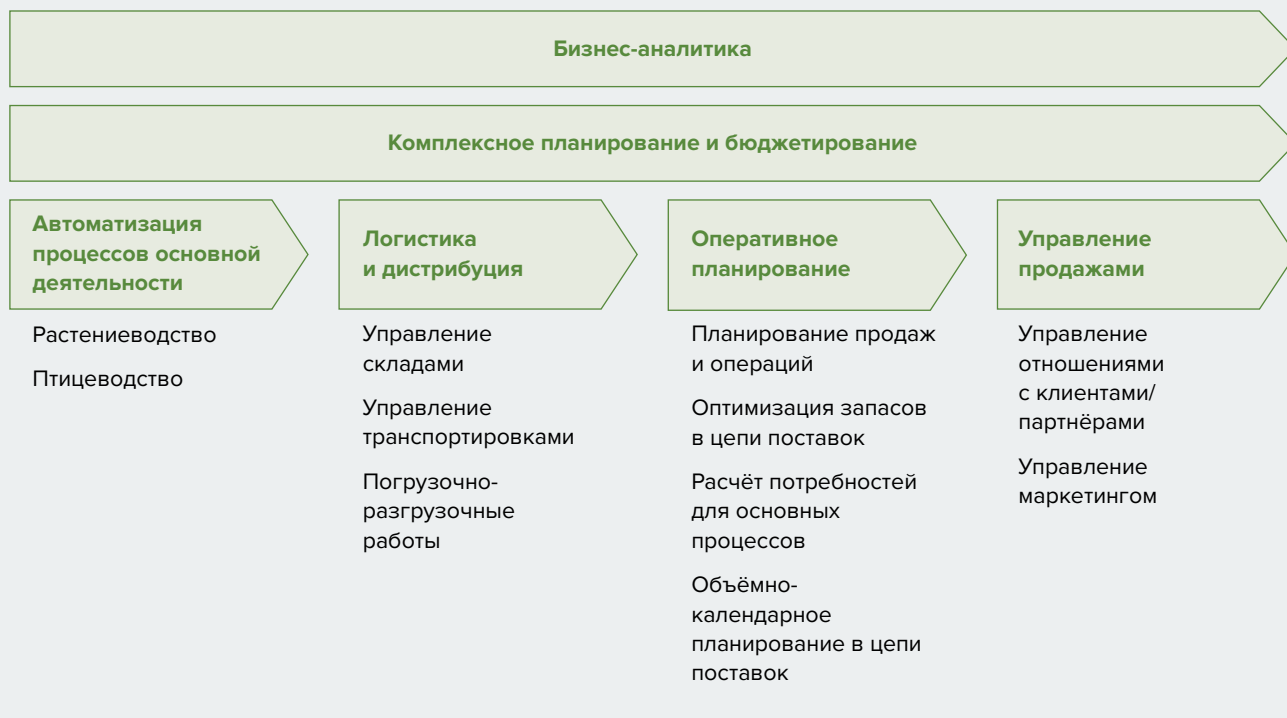 Бизнес-аналитика
Комплексное планирование и бюджетирование
Автоматизация
процессов основной
деятельности
Растениеводство
Птицеводство
Логистика
и дистрибуция
Управление
складами
Управление
транспортировками
Погрузочно-
разгрузочные
работы
Оперативное
планирование
Планирование продаж
и операций
Оптимизация запасов
в цепи поставок
Расчёт потребностей
для основных
процессов
Объёмно-
календарное
планирование в цепи
поставок
Управление
продажами
Управление
отношениями
с клиентами/
партнёрами
Управление
маркетингом